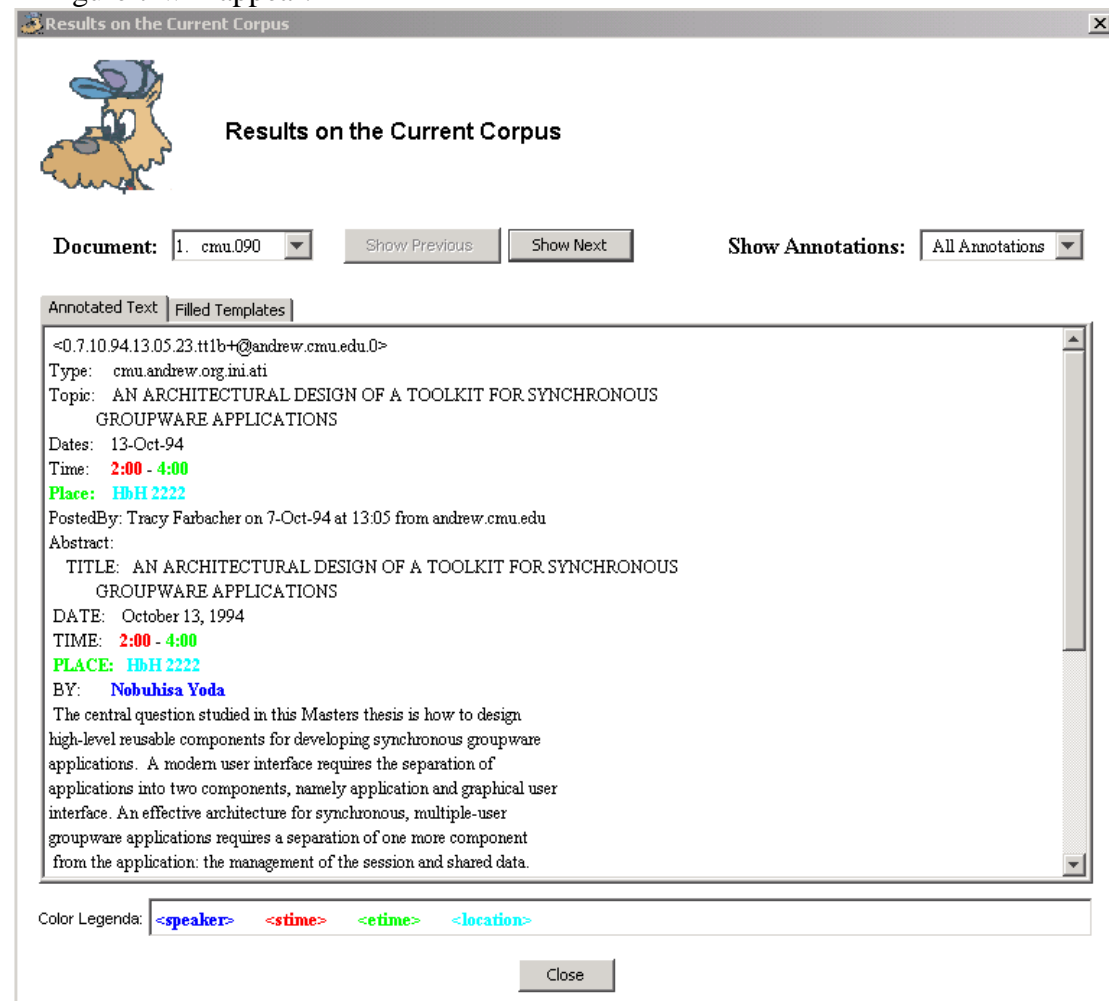 Results on the Current Corpus
Results on the Current Corpus
Document: 1. cmu.090 Show Previous Show Next Show Annotations: All Annotations
Annotated Text Filled Templates
<0.7.10.94.13.05.23.tt1b+@andrew.cmu.edu.0>
Type: cmu.andrew.org.ini.ati
Topic: AN ARCHITECTURAL DESIGN OF A TOOLKIT FOR SYNCHRONOUS
GROUPWARE APPLICATIONS
Dates: 13-Oct-94
Time: 2:00 - 4:00
Place: HbH 2222
PostedBy: Tracy Farbacher on 7-Oct-94 at 13:05 from andrew.cmu.edu
Abstract:
TITLE: AN ARCHITECTURAL DESIGN OF A TOOLKIT FOR SYNCHRONOUS
GROUPWARE APPLICATIONS
DATE: October 13, 1994
TIME: 2:00 - 4:00
PLACE: HbH 2222
BY: Nobuhisa Yoda
The central question studied in this Masters thesis is how to design
high-level reusable components for developing synchronous groupware
applications. A modern user interface requires the separation of
applications into two components, namely application and graphical user
interface. An effective architecture for synchronous, multiple-user
groupware applications requires a separation of one more component
from the application: the management of the session and shared data.
Color Legenda: <speaker> <stime> <etime> <location>
Close